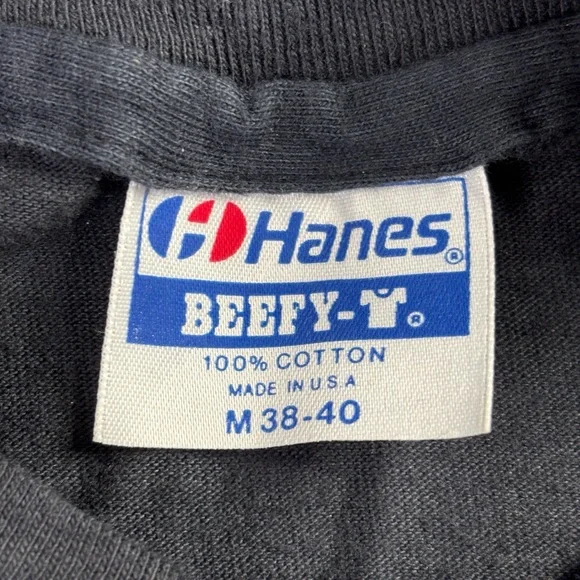 Hanes®
BEEFY-T®
100% COTTON
MADE IN U.S.A
M 38-40